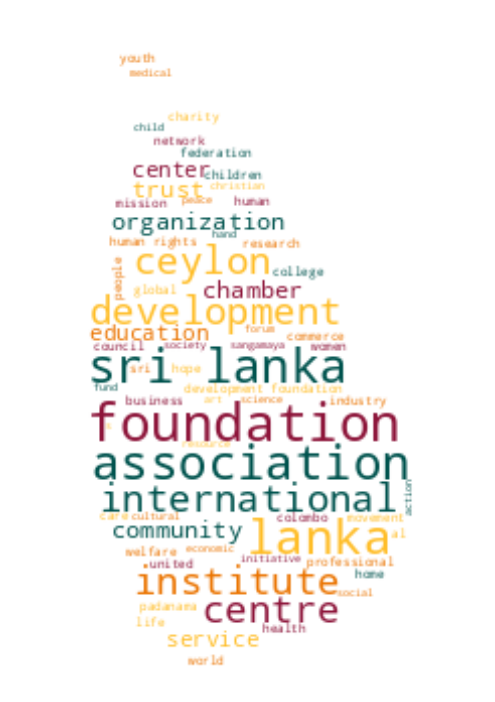 youth
medical
charity
child
network
federation
center children
trust christian
mission peace human
organization
hand
human rights research
ceylon
people college
global chamber
development
education forum commerce
council society sangamaya women
sri lanka
sri hope
fund development foundation
business art science industry
foundation
resource
association
international
action
care cultural colombo movement
community lanka al
welfare economic
united initiative professional
institute home
social
padanama centre
life health
service
world